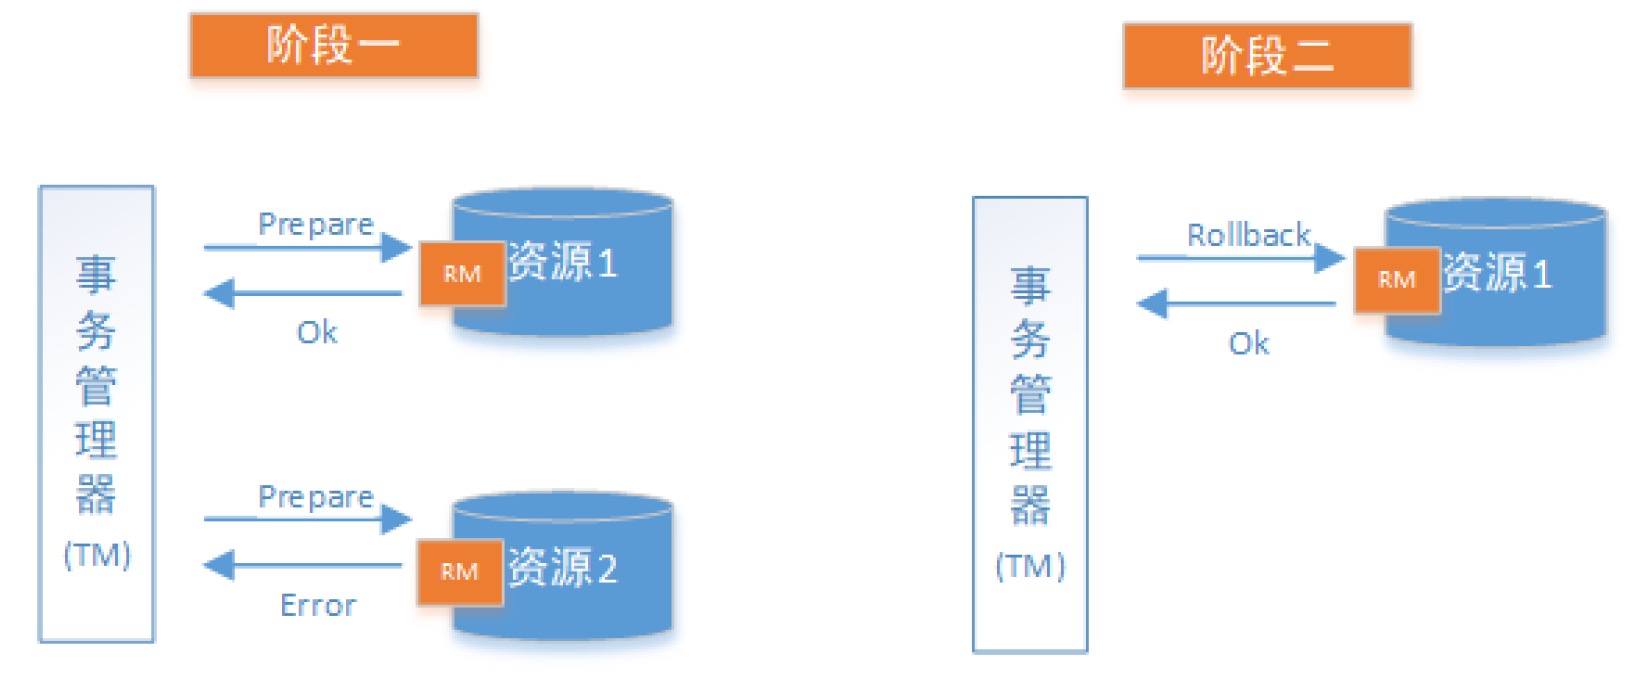 阶段一
事务管理器
(TM)
Prepare
RM
资源1
Ok
Prepare
RM
资源2
Error
阶段二
事务管理器
(TM)
Rollback
RM
资源1
Ok